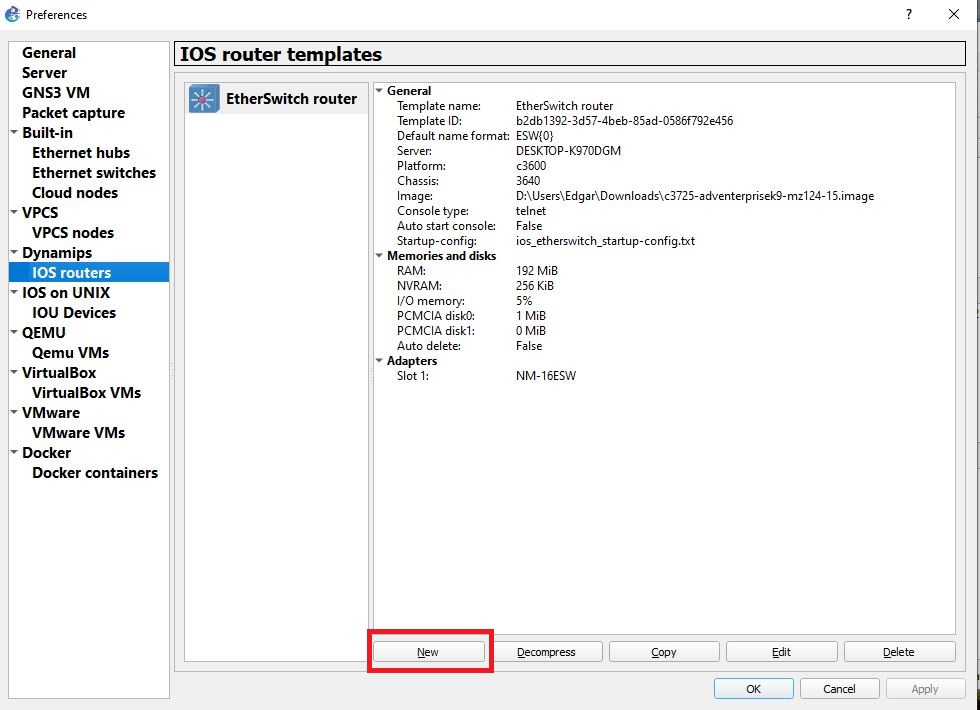 Preferences
?
General
Server
GNS3 VM
Packet capture
Built-in
Ethernet hubs
Ethernet switches
Cloud nodes
VPCS
VPCS nodes
Dynamips
IOS routers
IOS on UNIX
IOU Devices
QEMU
Qemu VMs
VirtualBox
VirtualBox VMs
VMware
VMware VMs
Docker
Docker containers
IOS router templates
EtherSwitch router
General
Template name: EtherSwitch router
Template ID: b2db1392-3d57-4beb-85ad-0586f792e456
Default name format: ESW{0}
Server: DESKTOP-K970DGM
Platform: c3600
Chassis: 3640
Image: D:\Users\Edgar\Downloads\c3725-adventerprisek9-mz124-15.image
Console type: telnet
Auto start console: False
Startup-config: ios_etherswitch_startup-config.txt
Memories and disks
RAM: 192 MiB
NVRAM: 256 KiB
I/O memory: 5%
PCMCIA disk0: 1 MiB
PCMCIA disk1: 0 MiB
Auto delete: False
Adapters
Slot 1: NM-16ESW
New Decompress Copy Edit Delete
OK Cancel Apply